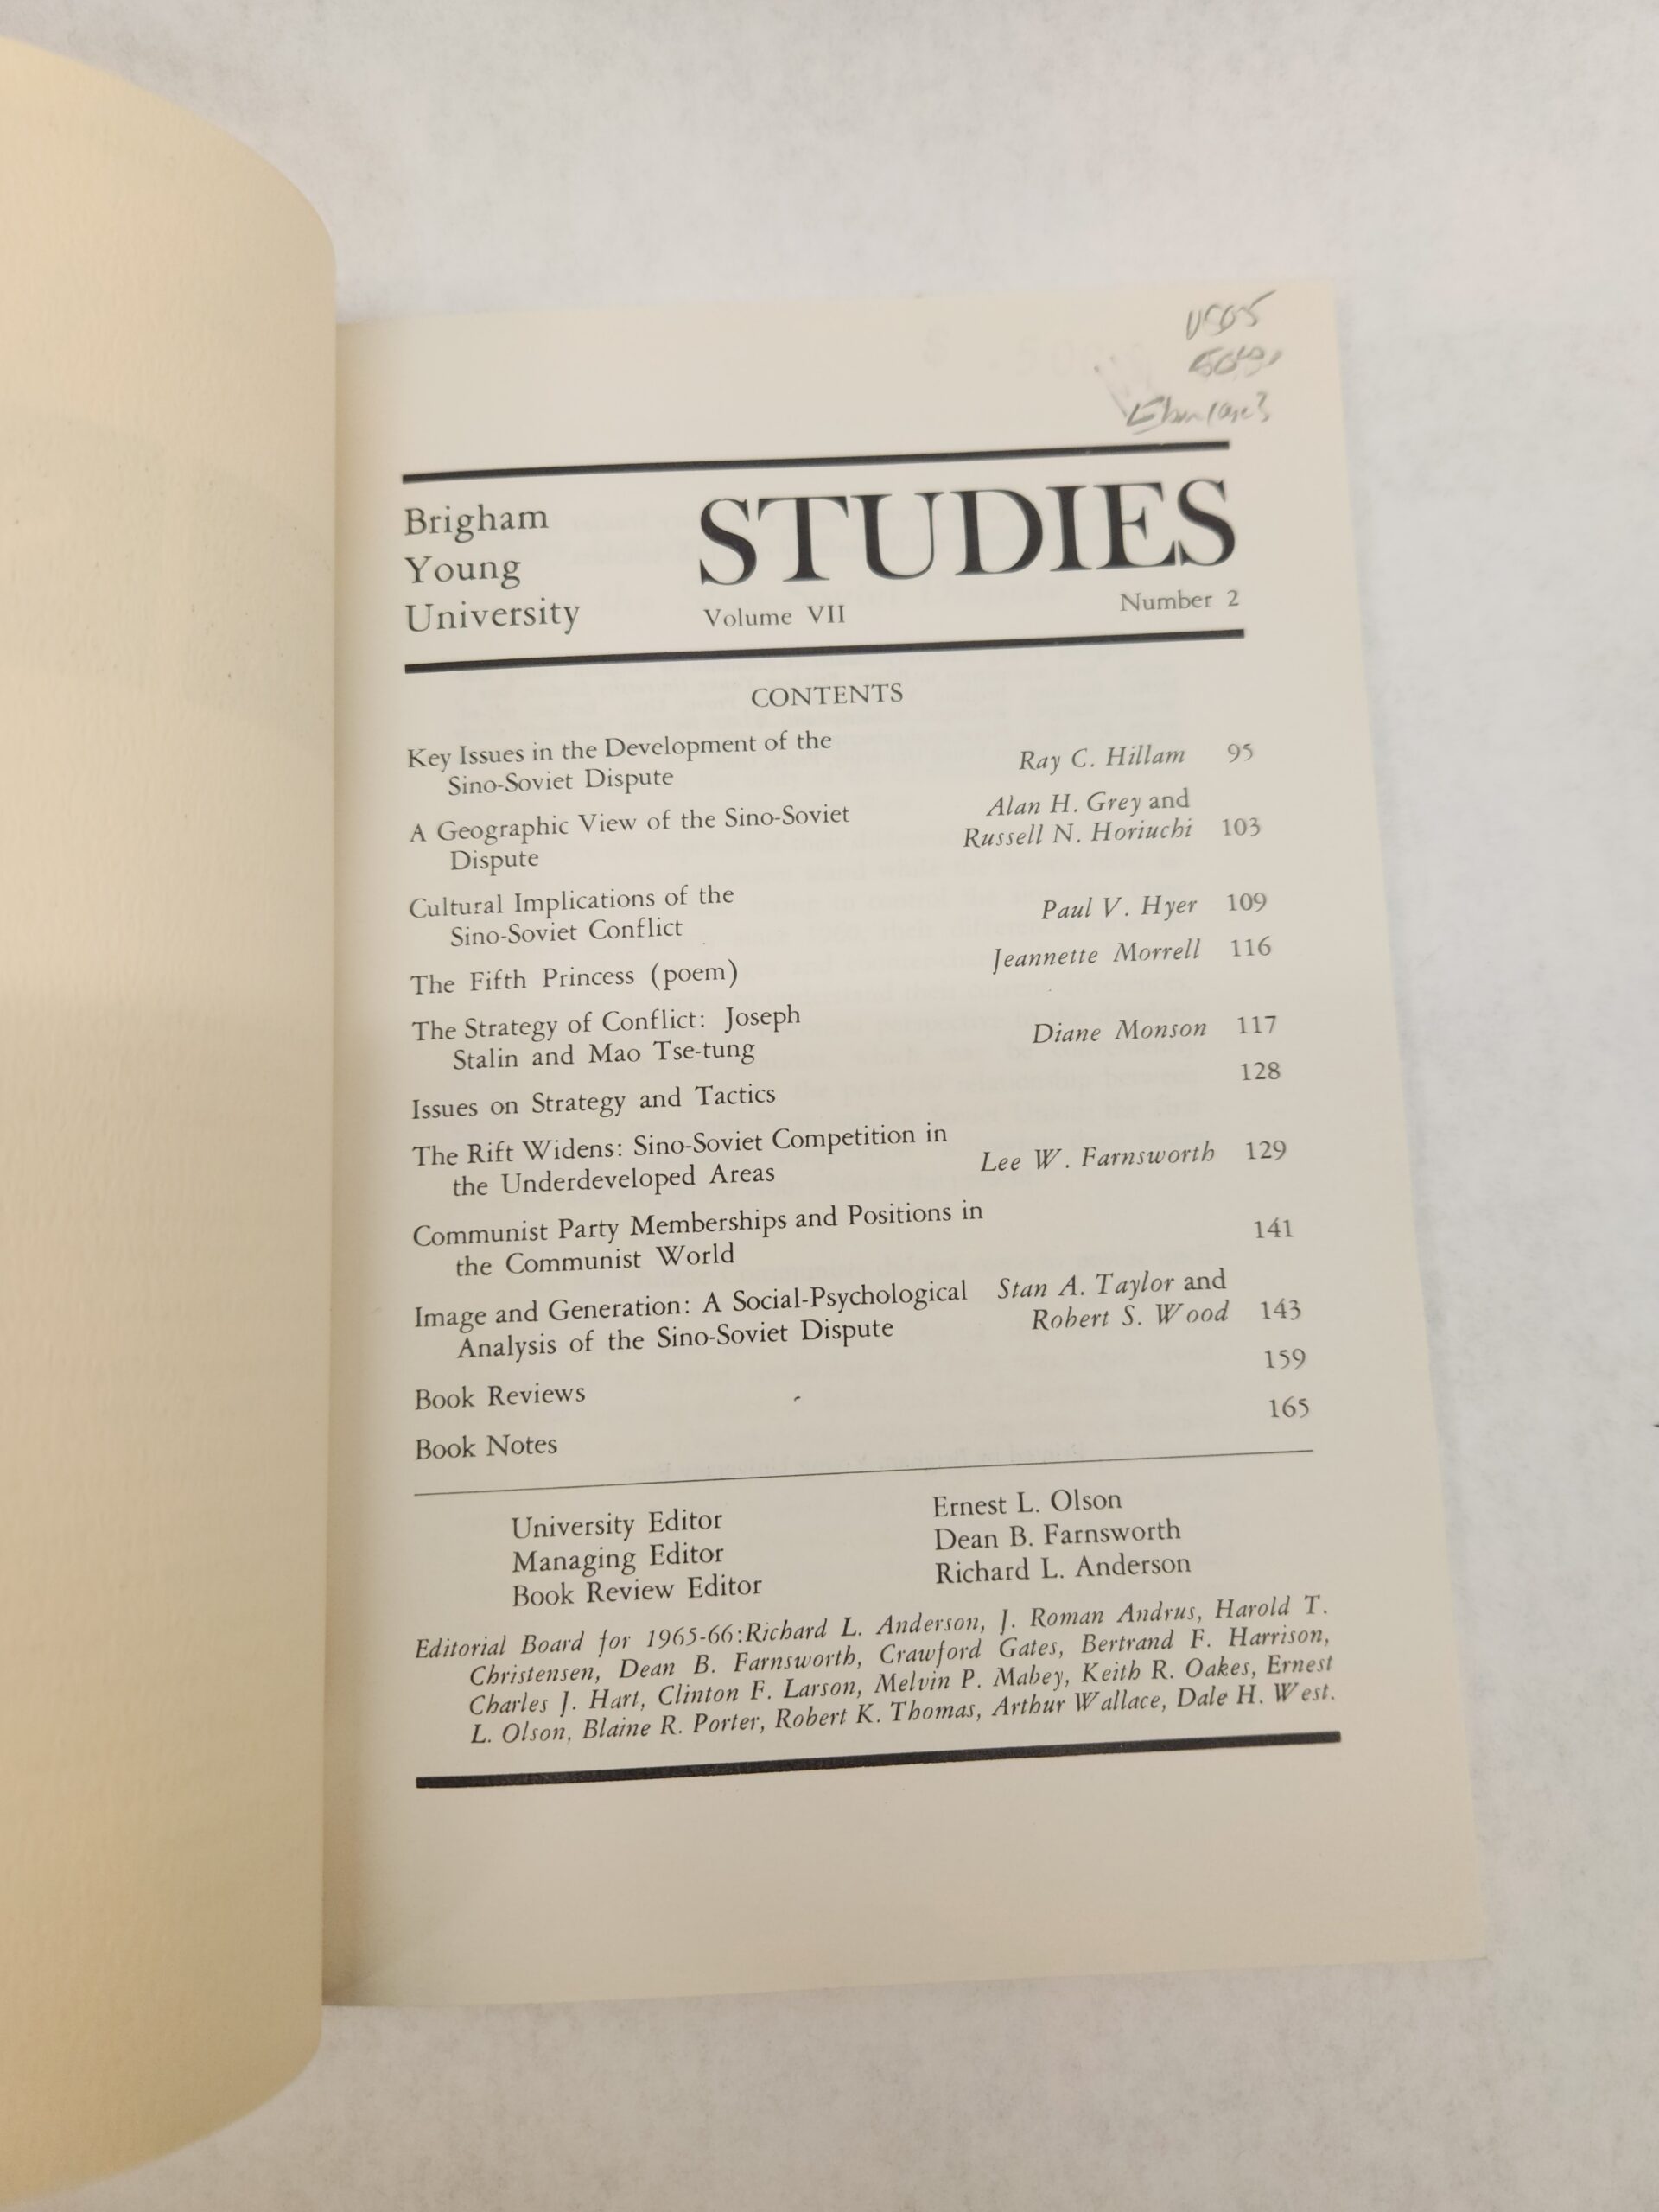 Brigham
Young
University
STUDIES
Volume VII Number 2
CONTENTS
Key Issues in the Development of the
Sino-Soviet Dispute Ray C. Hillam 95
A Geographic View of the Sino-Soviet Alan H. Grey and
Dispute Russell N. Horiuchi 103
Cultural Implications of the
Sino-Soviet Conflict Paul V. Hyer 109
The Fifth Princess (poem) Jeannette Morrell 116
The Strategy of Conflict: Joseph
Stalin and Mao Tse-tung Diane Monson 117
Issues on Strategy and Tactics 128
The Rift Widens: Sino-Soviet Competition in
the Underdeveloped Areas Lee W. Farnsworth 129
Communist Party Memberships and Positions in
the Communist World 141
Image and Generation: A Social-Psychological Stan A. Taylor and
Analysis of the Sino-Soviet Dispute Robert S. Wood 143
Book Reviews 159
Book Notes 165
University Editor Ernest L. Olson
Managing Editor Dean B. Farnsworth
Book Review Editor Richard L. Anderson
Editorial Board for 1965-66:Richard L. Anderson, J. Roman Andrus, Harold T.
Christensen, Dean B. Farnsworth, Crawford Gates, Bertrand F. Harrison,
Charles J. Hart, Clinton F. Larson, Melvin P. Mabey, Keith R. Oakes, Ernest
L. Olson, Blaine R. Porter, Robert K. Thomas, Arthur Wallace, Dale H. West.